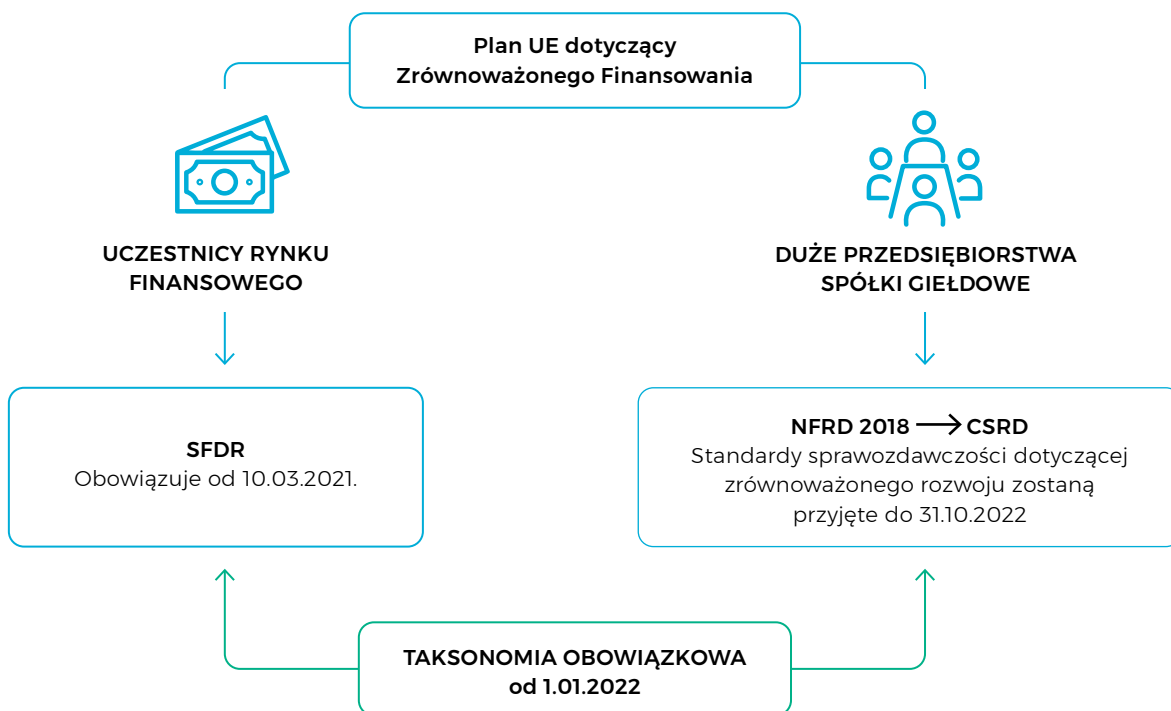 Plan UE dotyczący
Zrównoważonego Finansowania
UCZESTNICY RYNKU
FINANSOWEGO
DUŻE PRZEDSIĘBIORSTWA
SPÓŁKI GIEŁDOWE
SFDR
Obowiązuje od 10.03.2021.
NFRD 2018 → CSRD
Standardy sprawozdawczości dotyczącej
zrównoważonego rozwoju zostaną
przyjęte do 31.10.2022
TAKSONOMIA OBOWIĄZKOWA
od 1.01.2022